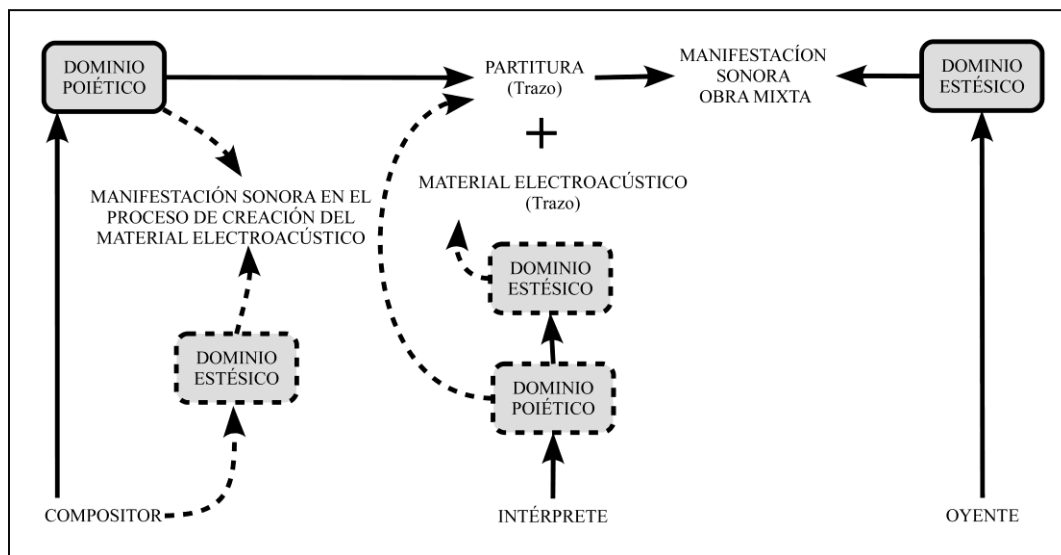 DOMINIO
POIÉTICO
PARTITURA
(Trazo)
MANIFESTACÍON
SONORA
OBRA MIXTA
DOMINIO
ESTÉSICO
+
MATERIAL ELECTROACÚSTICO
(Trazo)
MANIFESTACIÓN SONORA EN EL
PROCESO DE CREACIÓN DEL
MATERIAL ELECTROACÚSTICO
DOMINIO
ESTÉSICO
DOMINIO
ESTÉSICO
DOMINIO
POIÉTICO
COMPOSITOR
INTÉRPRETE
OYENTE